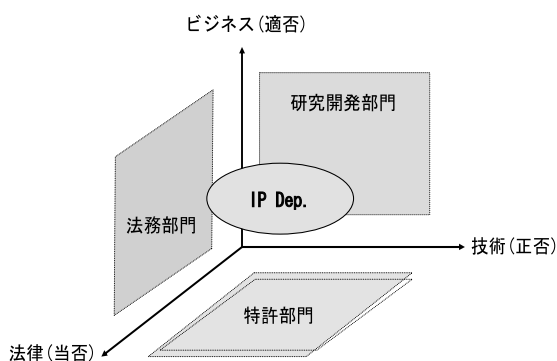 ビジネス(適否)
研究開発部門
IP Dep.
法務部門
技術(正否)
特許部門
法律(当否)